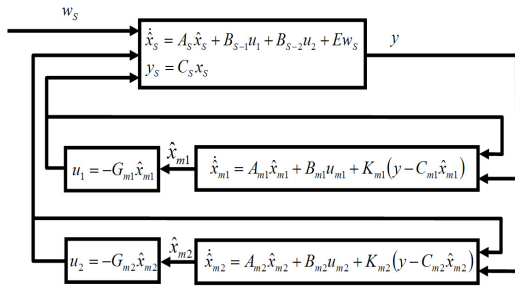 w_S
\dot{\hat{x}}_S = A_S \hat{x}_S + B_{S-1} u_1 + B_{S-2} u_2 + E w_S
y
y_S = C_S x_S
u_1 = -G_{m1} \hat{x}_{m1}
\hat{x}_{m1}
\dot{\hat{x}}_{m1} = A_{m1} \hat{x}_{m1} + B_{m1} u_{m1} + K_{m1} (y - C_{m1} \hat{x}_{m1})
u_2 = -G_{m2} \hat{x}_{m2}
\hat{x}_{m2}
\dot{\hat{x}}_{m2} = A_{m2} \hat{x}_{m2} + B_{m2} u_{m2} + K_{m2} (y - C_{m2} \hat{x}_{m2})